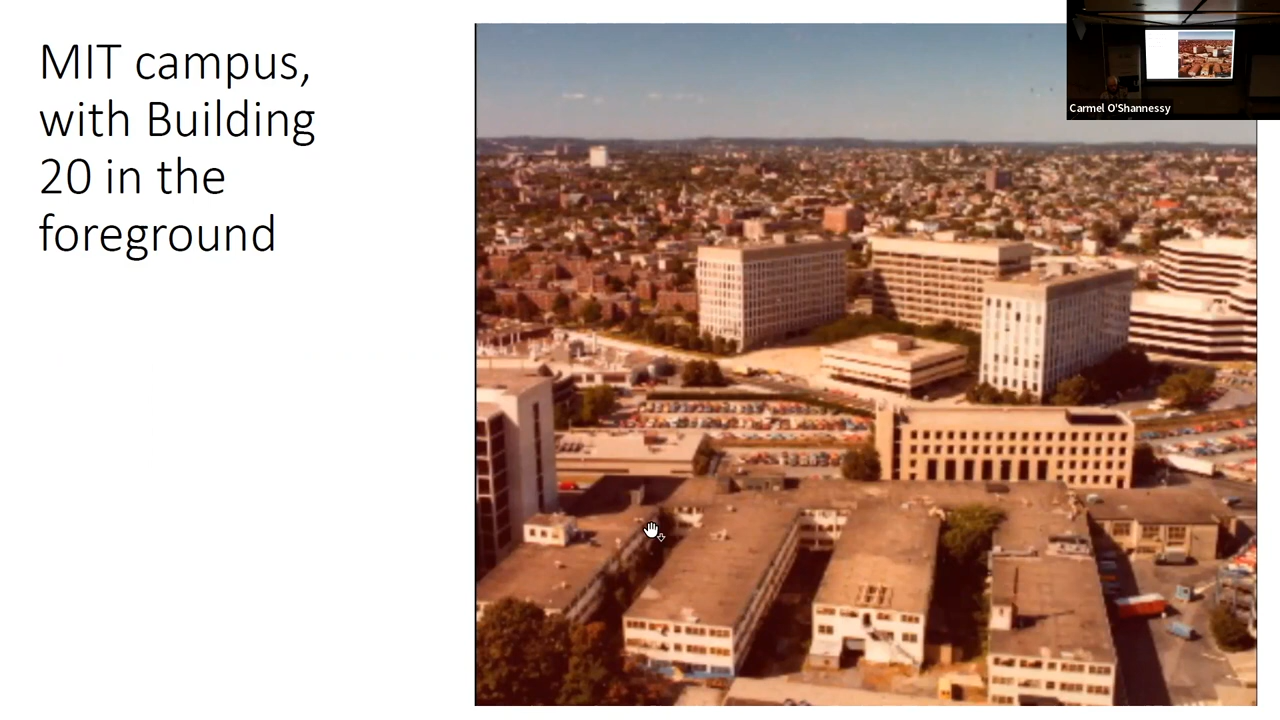 MIT campus,
with Building
20 in the
foreground
Carmel O'Shannessy